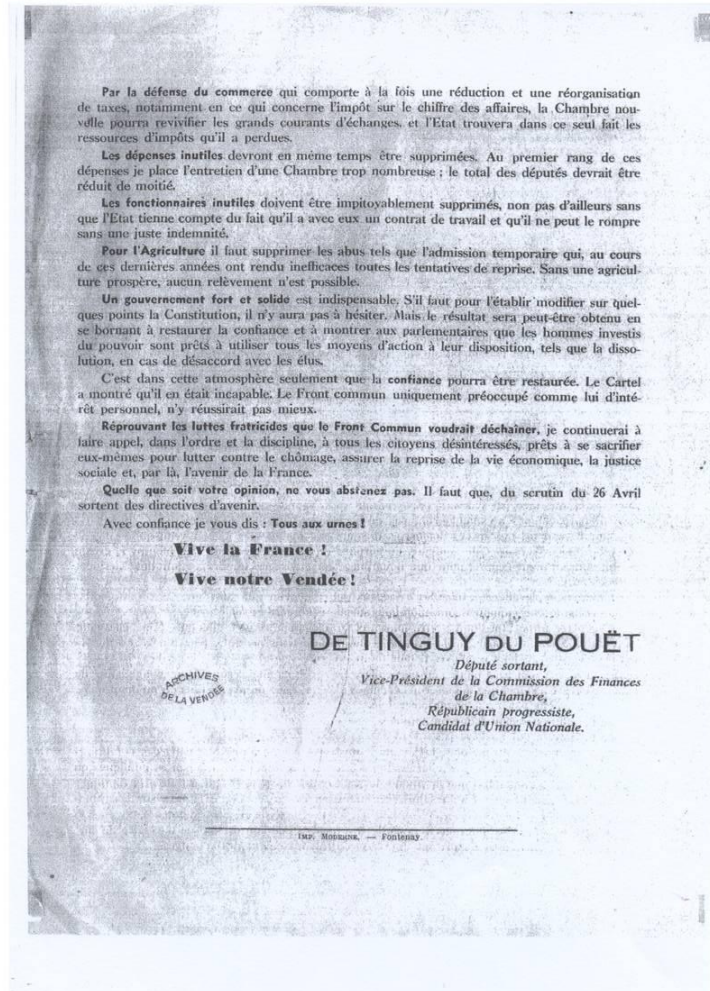 Par la défense du commerce qui comporte à la fois une réduction et une réorganisation
de taxes, notamment en ce qui concerne l'impôt sur le chiffre des affaires, la Chambre nou-
velle pourra revivifier les grands courants d'échanges, et l'Etat trouvera dans ce seul fait les
ressources d'impôts qu'il a perdues.
Les dépenses inutiles devront en même temps être supprimées. Au premier rang de ces
dépenses je place l'entretien d'une Chambre trop nombreuse ; le total des députés devrait être
réduit de moitié.
Les fonctionnaires inutiles doivent être impitoyablement supprimés, non pas d'ailleurs sans
que l'Etat tienne compte du fait qu'il a avec eux un contrat de travail et qu'il ne peut le rompre
sans une juste indemnité.
Pour l'Agriculture il faut supprimer les abus tels que l'admission temporaire qui, au cours
de ces dernières années ont rendu inefficaces toutes les tentatives de reprise. Sans une agricul-
ture prospère, aucun relèvement n'est possible.
Un gouvernement fort et solide est indispensable. S'il faut pour l'établir modifier sur quel-
ques points la Constitution, il n'y aura pas à hésiter. Mais le résultat sera peut-être obtenu en
se bornant à restaurer la confiance et à montrer aux parlementaires que les hommes investis
du pouvoir sont prêts à utiliser tous les moyens d'action à leur disposition, tels que la disso-
lution, en cas de désaccord avec les élus.
C'est dans cette atmosphère seulement que la confiance pourra être restaurée. Le Cartel
a montré qu'il en était incapable. Le Front commun uniquement préoccupé comme lui d'inté-
rêt personnel, n'y réussirait pas mieux.
Réprouvant les luttes fratricides que le Front Commun voudrait déchaîner, je continuerai à
faire appel, dans l'ordre et la discipline, à tous les citoyens désintéressés, prêts à se sacrifier
eux-mêmes pour lutter contre le chômage, assurer la reprise de la vie économique, la justice
sociale et, par là, l'avenir de la France.
Quelle que soit votre opinion, ne vous abstenez pas. Il faut que, du scrutin du 26 Avril
sortent des directives d'avenir.
Avec confiance je vous dis : Tous aux urnes !
Vive la France !
Vive notre Vendée !
DE TINGUY DU POUËT
Député sortant,
Vice-Président de la Commission des Finances
de la Chambre,
Républicain progressiste,
Candidat d'Union Nationale.
ARCHIVES
DE LA VENDÉE
IMP. MODERNE. — Fontenay.